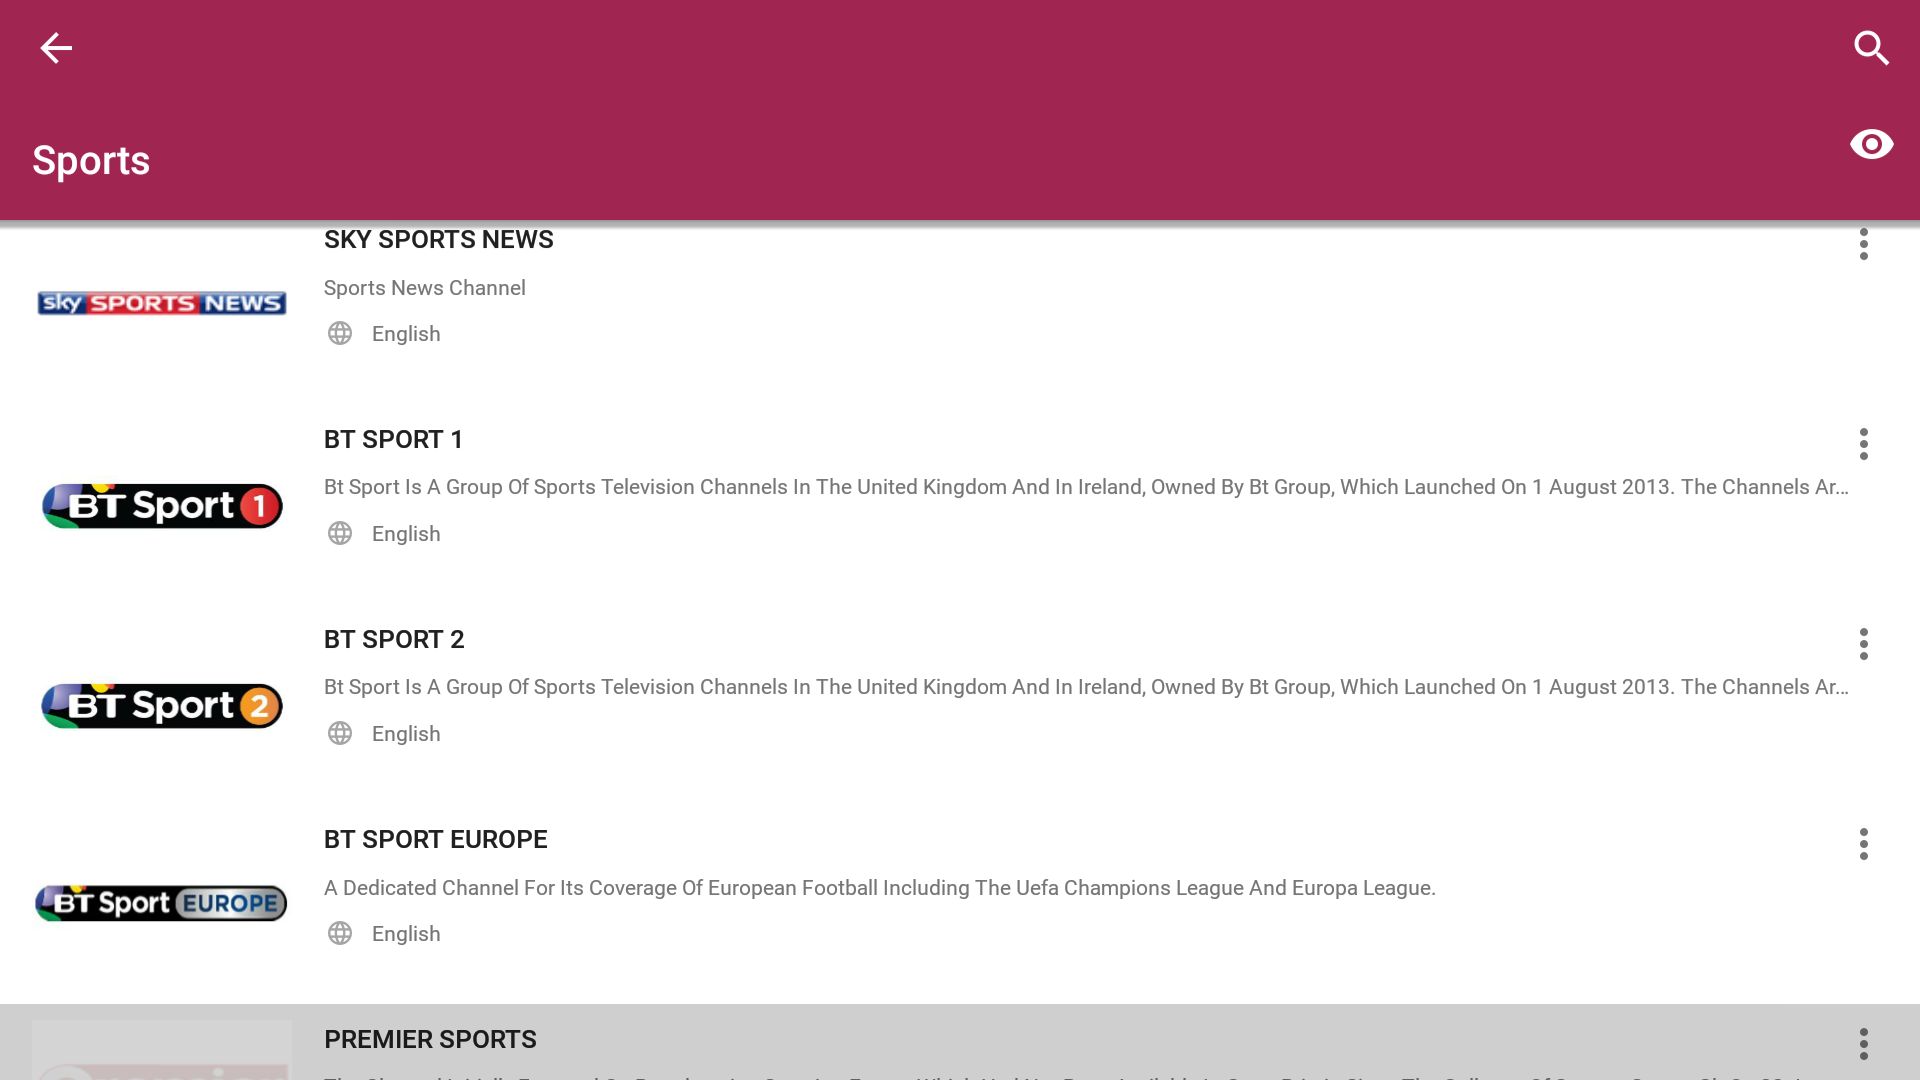 Sports
SKY SPORTS NEWS
Sports News Channel
sky SPORTS NEWS
English
BT SPORT 1
Bt Sport Is A Group Of Sports Television Channels In The United Kingdom And In Ireland, Owned By Bt Group, Which Launched On 1 August 2013. The Channels Ar...
BT Sport 1
English
BT SPORT 2
Bt Sport Is A Group Of Sports Television Channels In The United Kingdom And In Ireland, Owned By Bt Group, Which Launched On 1 August 2013. The Channels Ar...
BT Sport 2
English
BT SPORT EUROPE
A Dedicated Channel For Its Coverage Of European Football Including The Uefa Champions League And Europa League.
BT Sport EUROPE
English
PREMIER SPORTS